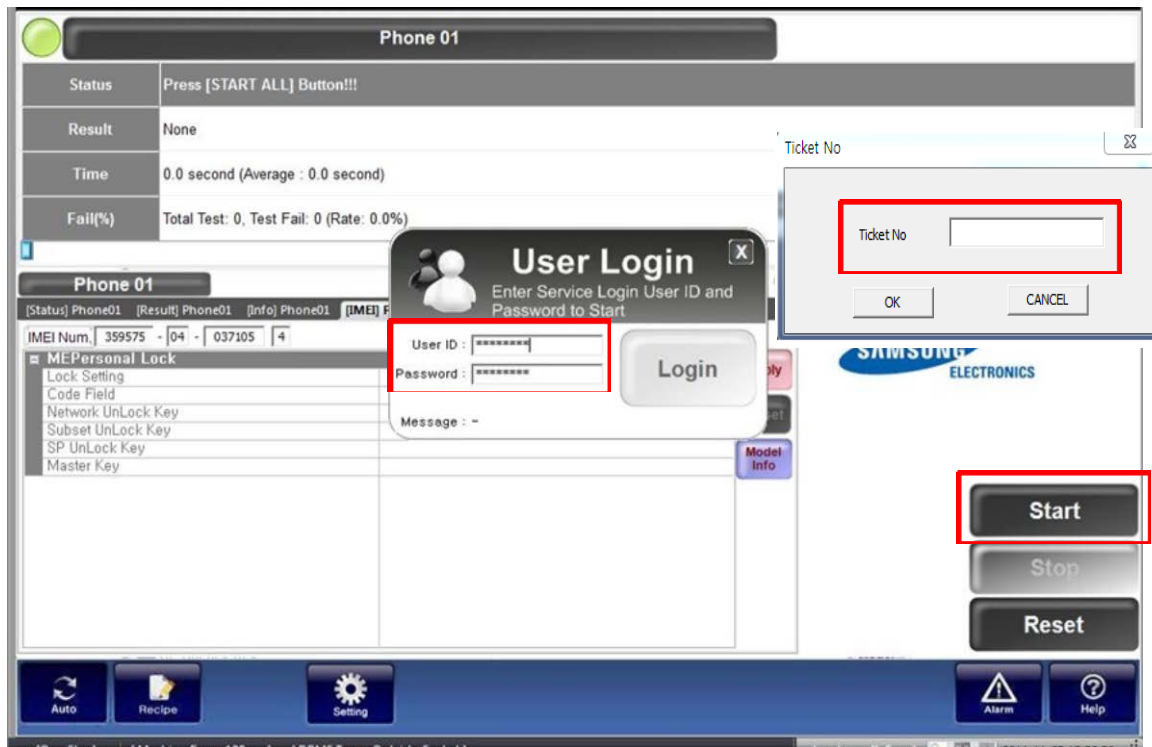 Phone 01
Status Press [START ALL] Button!!!
Result None
Time 0.0 second (Average : 0.0 second)
Fail(%) Total Test: 0, Test Fail: 0 (Rate: 0.0%)
Ticket No
Ticket No
OK CANCEL
Phone 01
[Status] Phone01 [Result] Phone01 [Info] Phone01 [IMEI]
IMEI Num. 359575 - 04 - 037105 4
MEPersonal Lock
Lock Setting
Code Field
Network UnLock Key
Subset UnLock Key
SP UnLock Key
Master Key
User Login X
Enter Service Login User ID and
Password to Start
User ID : ********
Password : ********
Login
Message : -
Model
Info
SAMSUNG
ELECTRONICS
Start
Stop
Reset
Auto Recipe Setting Alarm Help